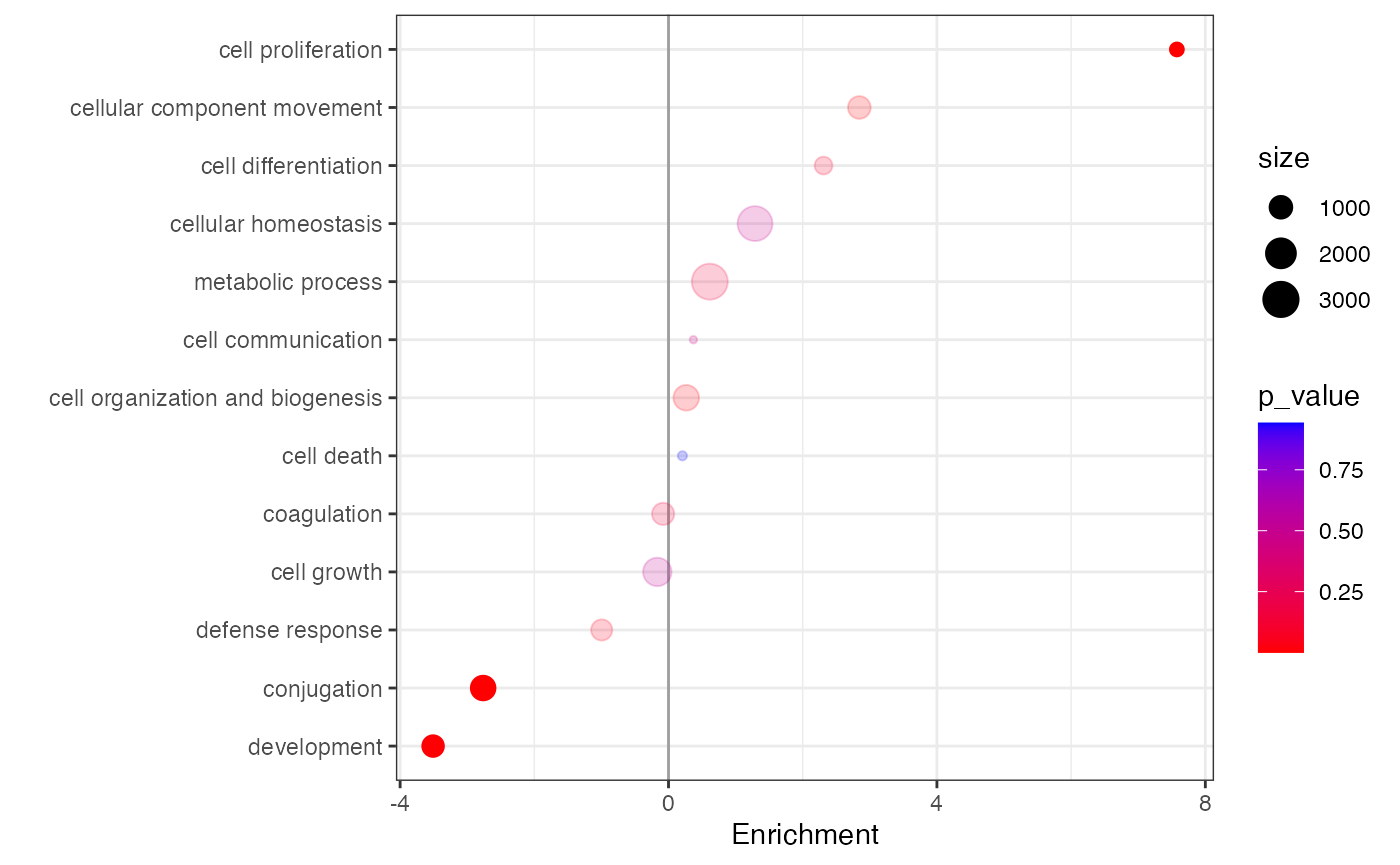 cell proliferation
cellular component movement
cell differentiation
cellular homeostasis
metabolic process
cell communication
cell organization and biogenesis
cell death
coagulation
cell growth
defense response
conjugation
development
-4 0 4 8
Enrichment
size
1000
2000
3000
p_value
0.75
0.50
0.25